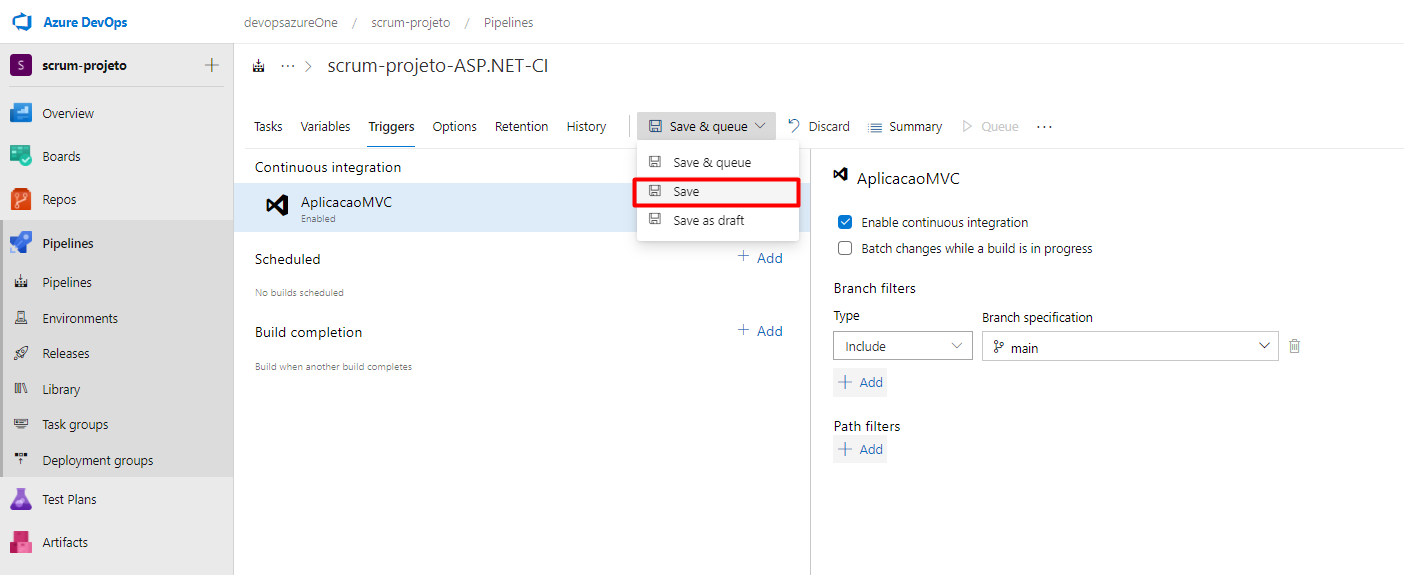 Azure DevOps
devopsazureOne / scrum-projeto / Pipelines
S scrum-projeto
Overview
Boards
Repos
Pipelines
Pipelines
Environments
Releases
Library
Task groups
Deployment groups
Test Plans
Artifacts
··· > scrum-projeto-ASP.NET-CI
Tasks Variables Triggers Options Retention History Save & queue Discard Summary Queue ···
Save & queue
Save
Save as draft
Continuous integration
AplicacaoMVC
Enabled
Scheduled
+ Add
No builds scheduled
Build completion
+ Add
Build when another build completes
AplicacaoMVC
Enable continuous integration
Batch changes while a build is in progress
Branch filters
Type Branch specification
Include main
+ Add
Path filters
+ Add